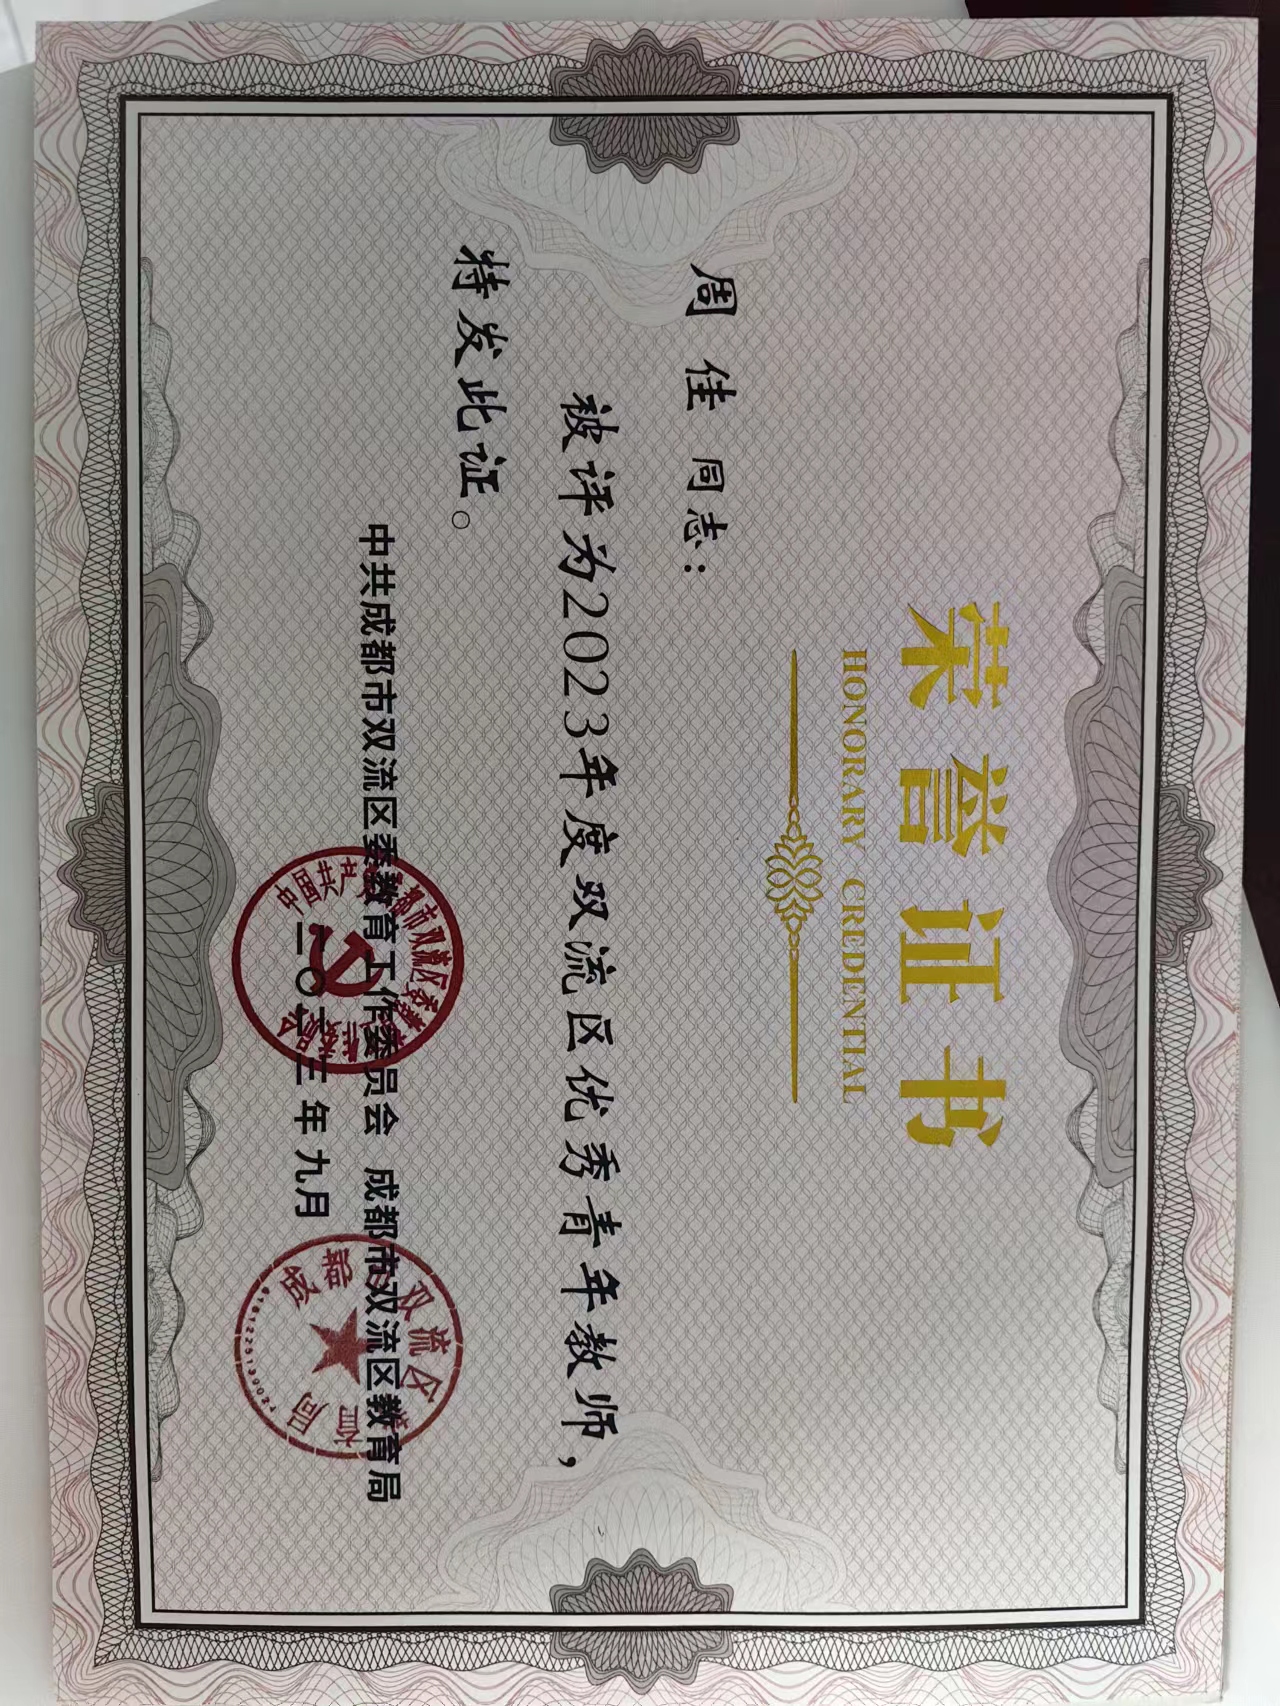 荣誉证书
HONORARY CREDENTIAL
周佳同志：
被评为2023年度双流区优秀青年教师，
特发此证。
中共成都市双流区委教育工作委员会 成都市双流区教育局
二〇二三年九月